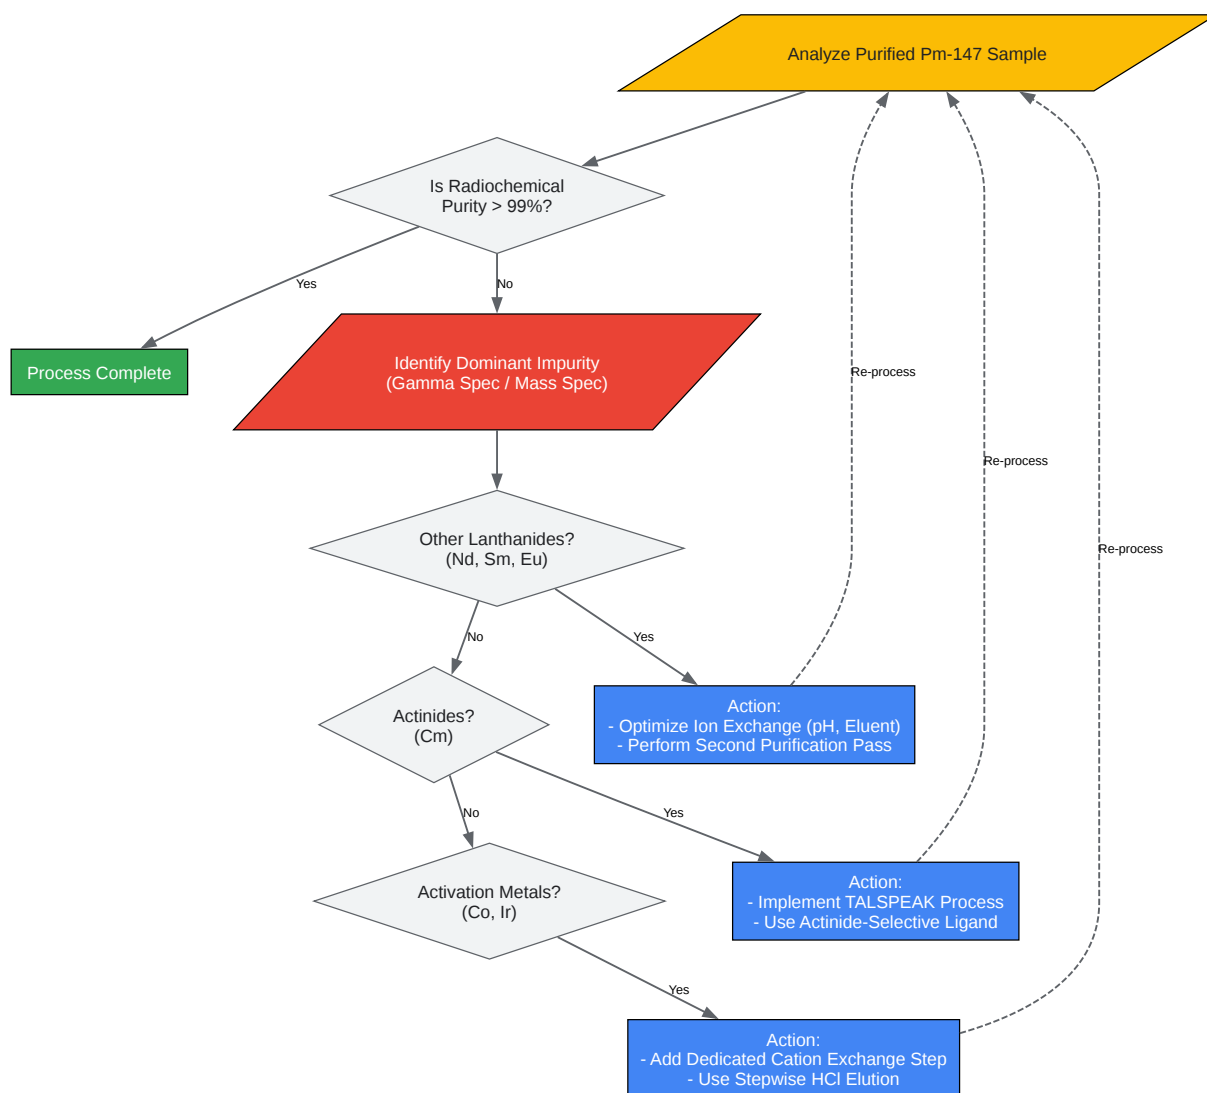 Analyze Purified Pm-147 Sample
Is Radiochemical
Purity > 99%?
Yes
No
Process Complete
Identify Dominant Impurity
(Gamma Spec / Mass Spec)
Re-process
Re-process
Other Lanthanides?
(Nd, Sm, Eu)
Re-process
No
Yes
Actinides?
(Cm)
Action:
- Optimize Ion Exchange (pH, Eluent)
- Perform Second Purification Pass
No
Yes
Activation Metals?
(Co, Ir)
Action:
- Implement TALSPEAK Process
- Use Actinide-Selective Ligand
Yes
Action:
- Add Dedicated Cation Exchange Step
- Use Stepwise HCl Elution